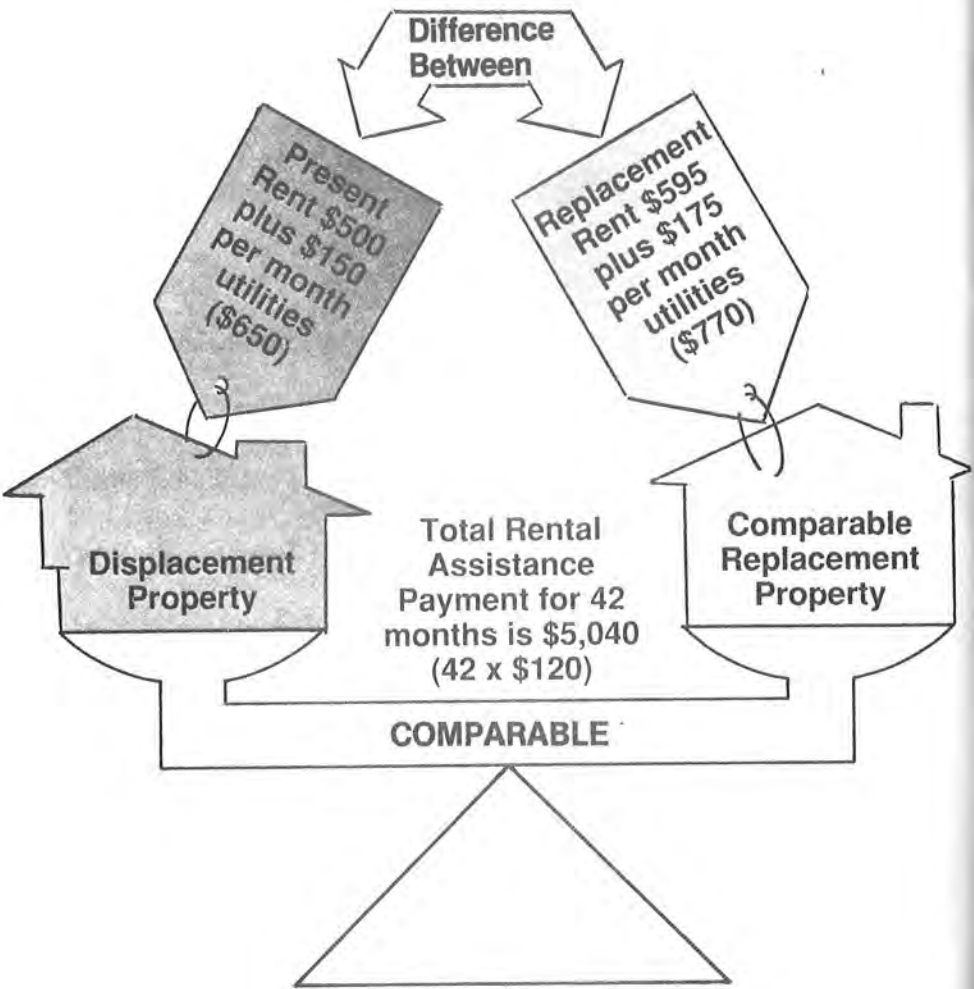 Difference
Between
Present
Rent $500
plus $150
per month
utilities
($650)
Replacement
Rent $595
plus $175
per month
utilities
($770)
Displacement
Property
Total Rental
Assistance
Payment for 42
months is $5,040
(42 x $120)
Comparable
Replacement
Property
COMPARABLE